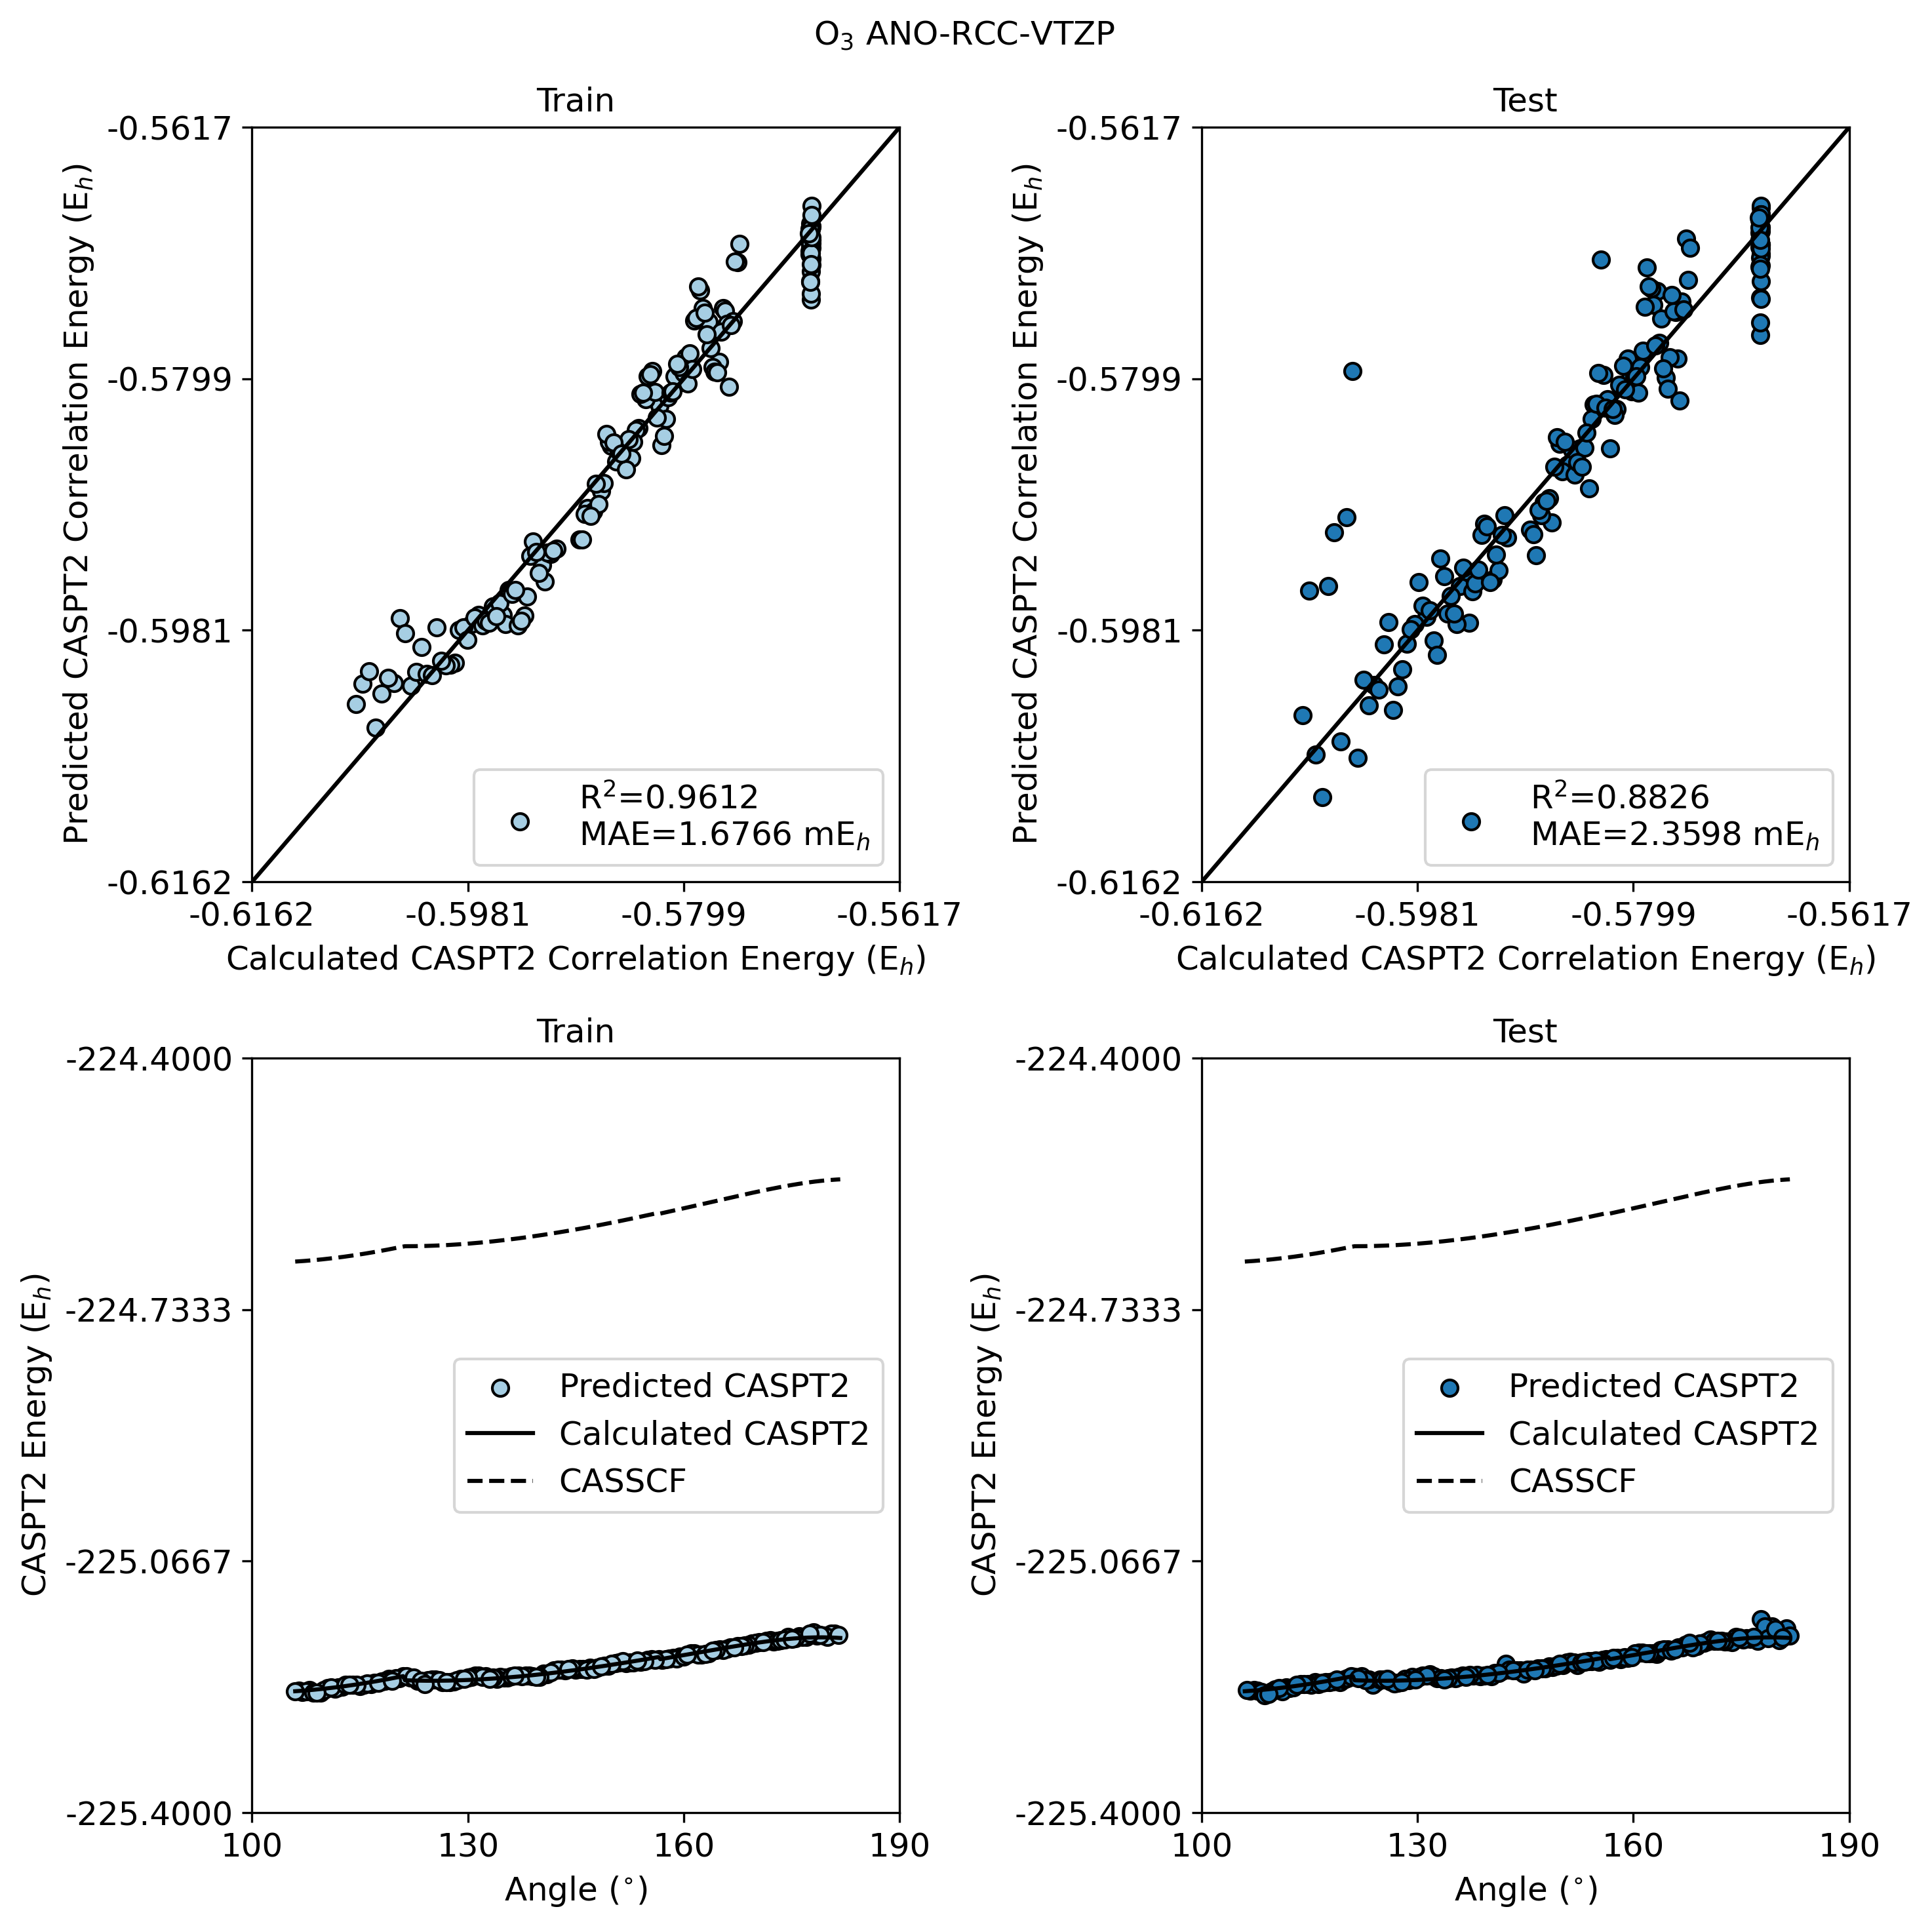 O₃ ANO-RCC-VTZP
Train
-0.5617
-0.5799
-0.5981
-0.6162
Predicted CASPT2 Correlation Energy (Eₕ)
R²=0.9612
MAE=1.6766 mEₕ
-0.6162 -0.5981 -0.5799 -0.5617
Calculated CASPT2 Correlation Energy (Eₕ)
Test
-0.5617
-0.5799
-0.5981
-0.6162
Predicted CASPT2 Correlation Energy (Eₕ)
R²=0.8826
MAE=2.3598 mEₕ
-0.6162 -0.5981 -0.5799 -0.5617
Calculated CASPT2 Correlation Energy (Eₕ)
Train
-224.4000
-224.7333
-225.0667
-225.4000
CASPT2 Energy (Eₕ)
Predicted CASPT2
Calculated CASPT2
CASSCF
100 130 160 190
Angle (°)
Test
-224.4000
-224.7333
-225.0667
-225.4000
CASPT2 Energy (Eₕ)
Predicted CASPT2
Calculated CASPT2
CASSCF
100 130 160 190
Angle (°)